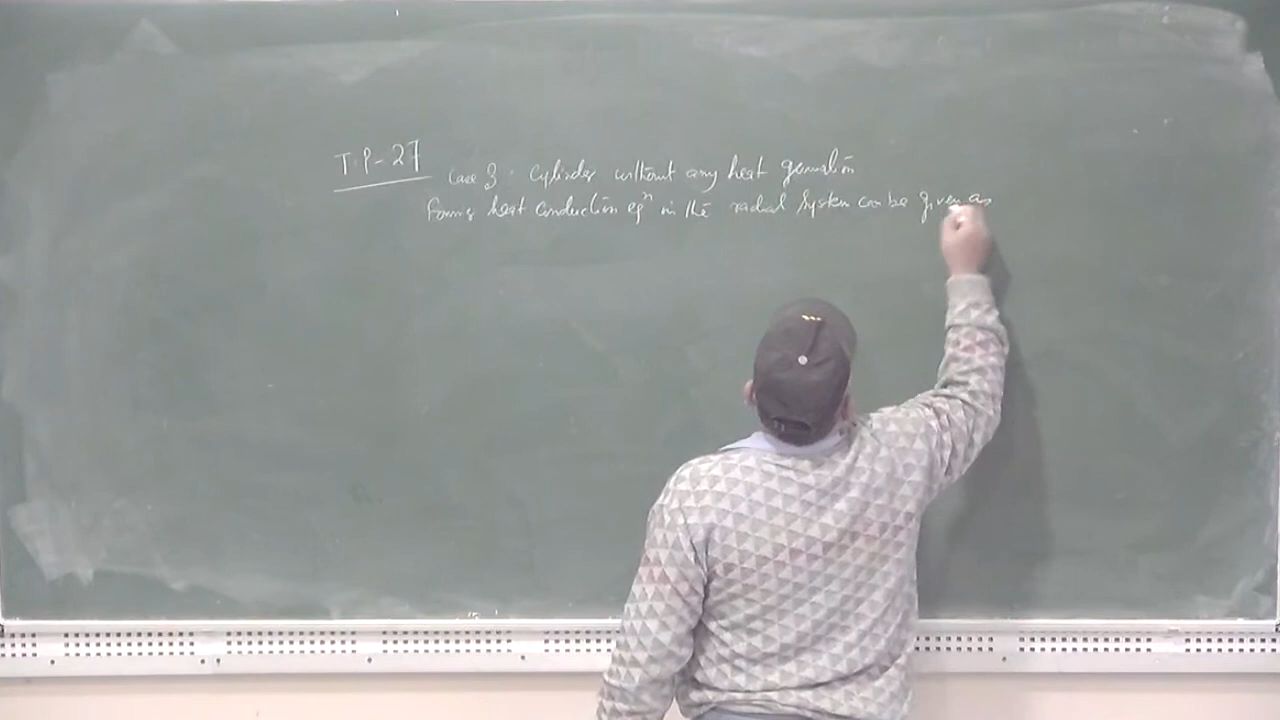 T.P-27 Case 3. Cylinder without any heat generation
heat conduction eqn in the radial system can be given as